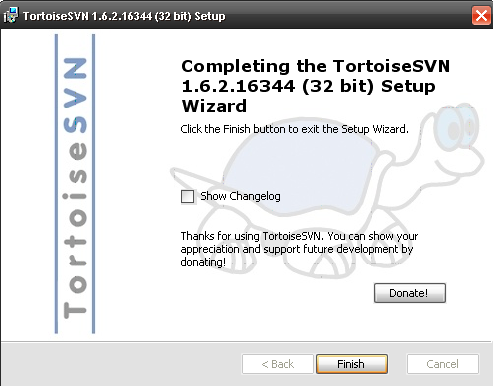 TortoiseSVN 1.6.2.16344 (32 bit) Setup
TortoiseSVN
Completing the TortoiseSVN
1.6.2.16344 (32 bit) Setup
Wizard
Click the Finish button to exit the Setup Wizard.
Show Changelog
Thanks for using TortoiseSVN. You can show your
appreciation and support future development by
donating!
Donate!
< Back
Finish
Cancel